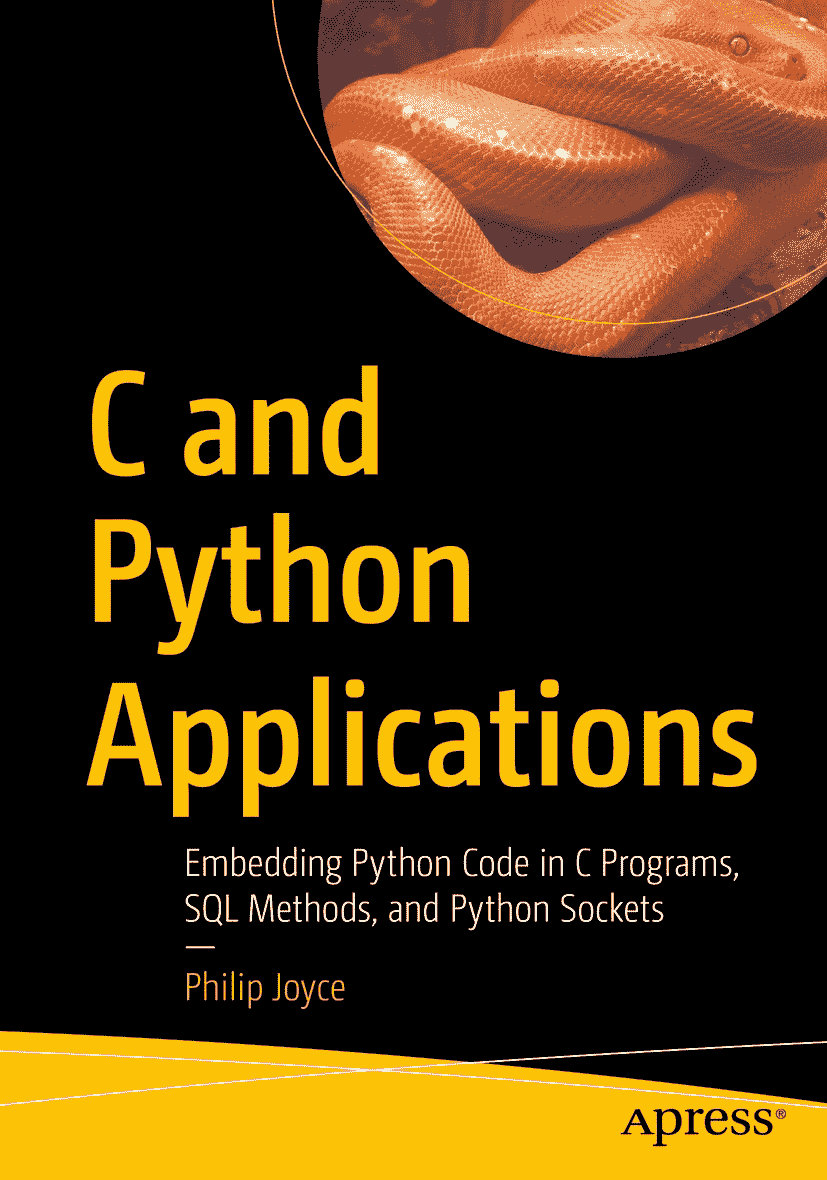 C and
Python
Applications
Embedding Python Code in C Programs,
SQL Methods, and Python Sockets
—
Philip Joyce
Apress®